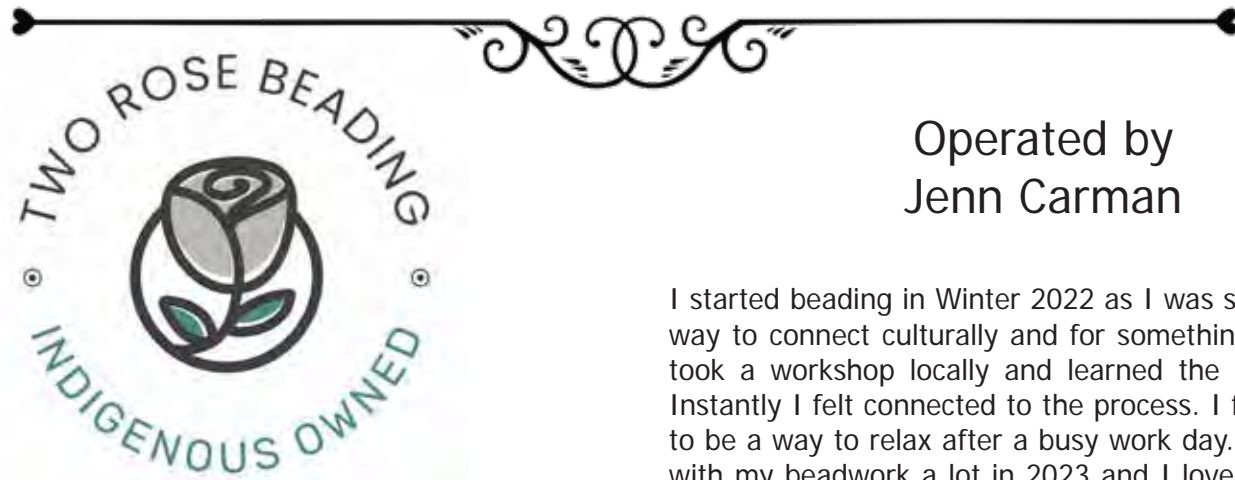 TWO ROSE BEADING
INDIGENOUS OWNED
Operated by
Jenn Carman
I started beading in Winter 2022 as I was
way to connect culturally and for
took a workshop locally and learned the
Instantly I felt connected to the process. I
to be a way to relax after a busy work day.
with my beadwork a lot in 2023 and I